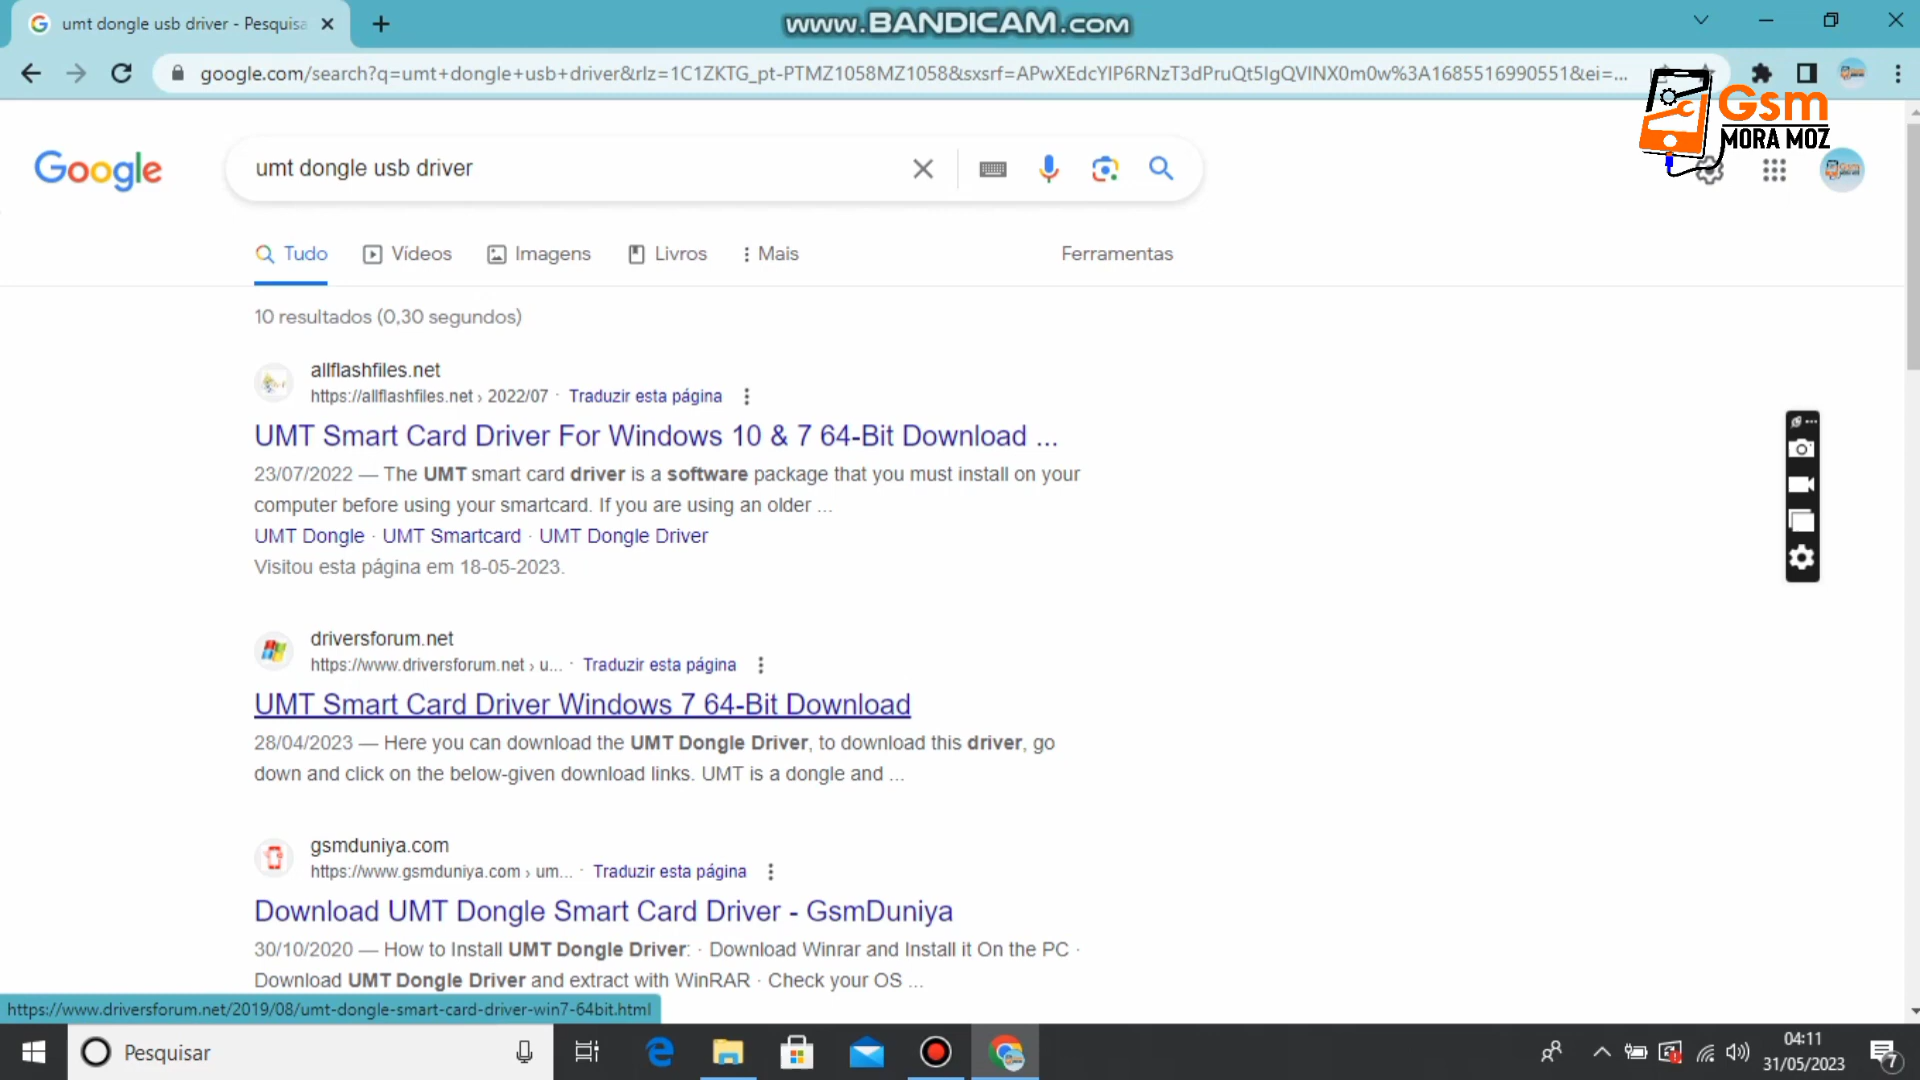 umt dongle usb driver - Pesquisa
www.BANDICAM.com
google.com/search?q=umt+dongle+usb+driver&rlz=1C1ZKTG_pt-PTMZ1058MZ1058&sxsrf=APwXEdcYIP6RNzT3dPruQt5IgQVINX0m0w%3A1685516990551&ei=...
Gsm
MORA MOZ
Google
umt dongle usb driver
Tudo
Vídeos
Imagens
Livros
Mais
Ferramentas
10 resultados (0,30 segundos)
allflashfiles.net
https://allflashfiles.net › 2022/07 · Traduzir esta página
UMT Smart Card Driver For Windows 10 & 7 64-Bit Download ...
23/07/2022 — The UMT smart card driver is a software package that you must install on your
computer before using your smartcard. If you are using an older ...
UMT Dongle · UMT Smartcard · UMT Dongle Driver
Visitou esta página em 18-05-2023.
driversforum.net
https://www.driversforum.net › u... · Traduzir esta página
UMT Smart Card Driver Windows 7 64-Bit Download
28/04/2023 — Here you can download the UMT Dongle Driver, to download this driver, go
down and click on the below-given download links. UMT is a dongle and ...
gsmduniya.com
https://www.gsmduniya.com › um... · Traduzir esta página
Download UMT Dongle Smart Card Driver - GsmDuniya
30/10/2020 — How to Install UMT Dongle Driver: · Download Winrar and Install it On the PC ·
Download UMT Dongle Driver and extract with WinRAR · Check your OS ...
https://www.driversforum.net/2019/08/umt-dongle-smart-card-driver-win7-64bit.html
Pesquisar
04:11
31/05/2023
7